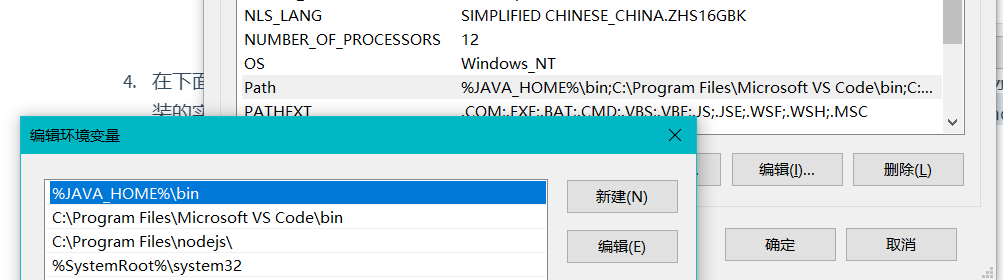 NLS_LANG SIMPLIFIED CHINESE_CHINA.ZHS16GBK
NUMBER_OF_PROCESSORS 12
OS Windows_NT
4. 在下面
Path %JAVA_HOME%\bin;C:\Program Files\Microsoft VS Code\bin;C:...
装的实
PATHEXT .COM;.EXE;.BAT;.CMD;.VBS;.VBE;.JS;.JSE;.WSF;.WSH;.MSC
编辑环境变量
编辑(I)... 删除(L)
%JAVA_HOME%\bin 新建(N)
C:\Program Files\Microsoft VS Code\bin
C:\Program Files\nodejs\ 编辑(E) 确定 取消
%SystemRoot%\system32